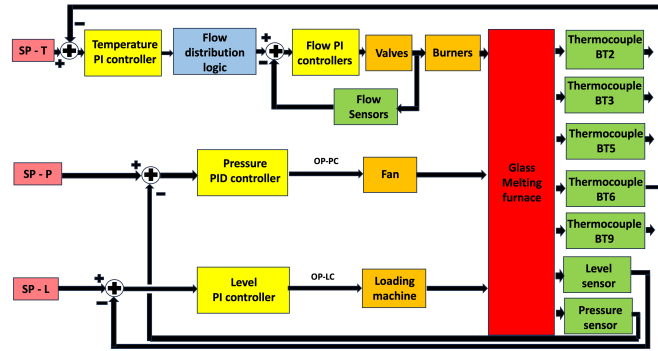 SP - T
Temperature
PI controller
Flow
distribution
logic
Flow PI
controllers
Valves
Burners
Flow
Sensors
Glass
Melting
furnace
Thermocouple
BT2
Thermocouple
BT3
Thermocouple
BT5
Thermocouple
BT6
Thermocouple
BT9
Level
sensor
Pressure
sensor
SP - P
Pressure
PID controller
OP-PC
Fan
SP - L
Level
PI controller
OP-LC
Loading
machine